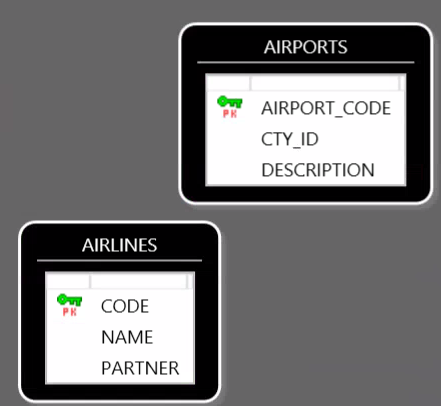 AIRPORTS
PK AIRPORT_CODE
CTY_ID
DESCRIPTION
AIRLINES
PK CODE
NAME
PARTNER